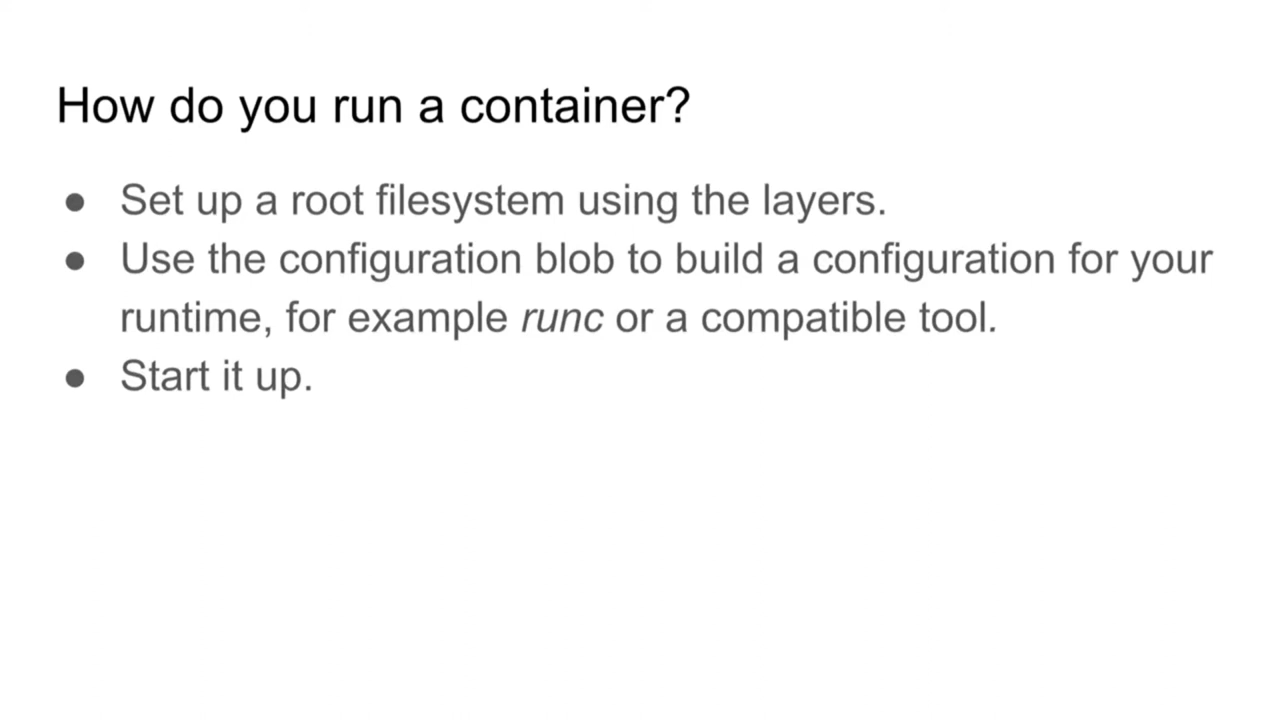 How do you run a container?
● Set up a root filesystem using the layers.
● Use the configuration blob to build a configuration for your
runtime, for example runc or a compatible tool.
● Start it up.